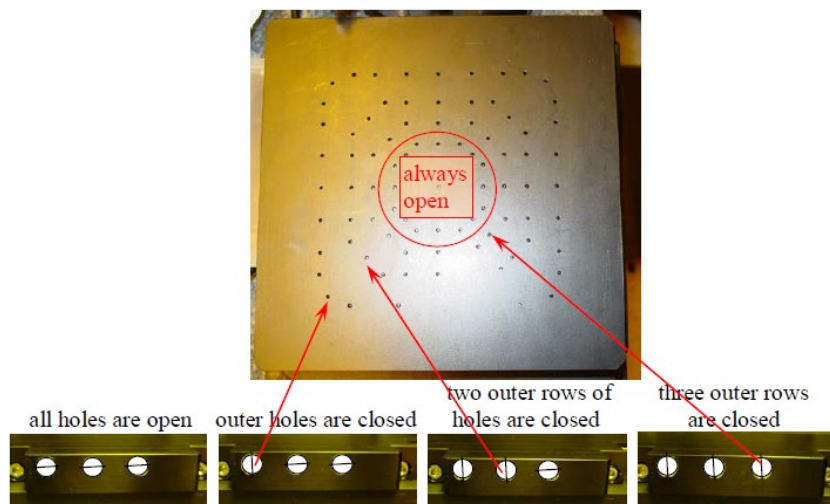 always
open
all holes are open
outer holes are closed
two outer rows of
holes are closed
three outer rows
are closed